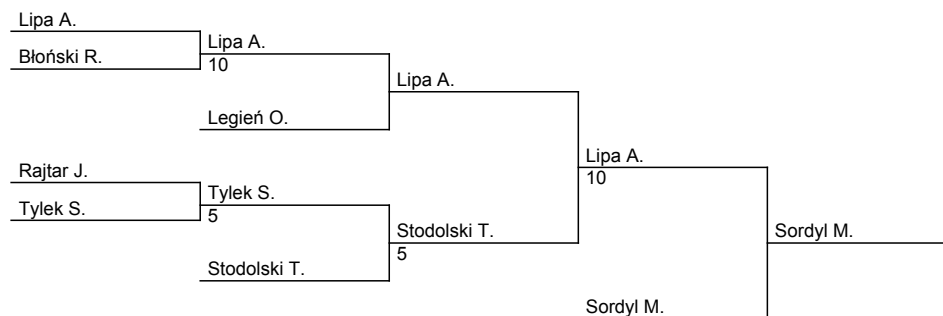 Lipa A.
Błoński R.
Lipa A.
10
Legień O.
Lipa A.
Rajtar J.
Tylek S.
Tylek S.
5
Stodolski T.
Stodolski T.
5
Lipa A.
10
Sordyl M.
Sordyl M.